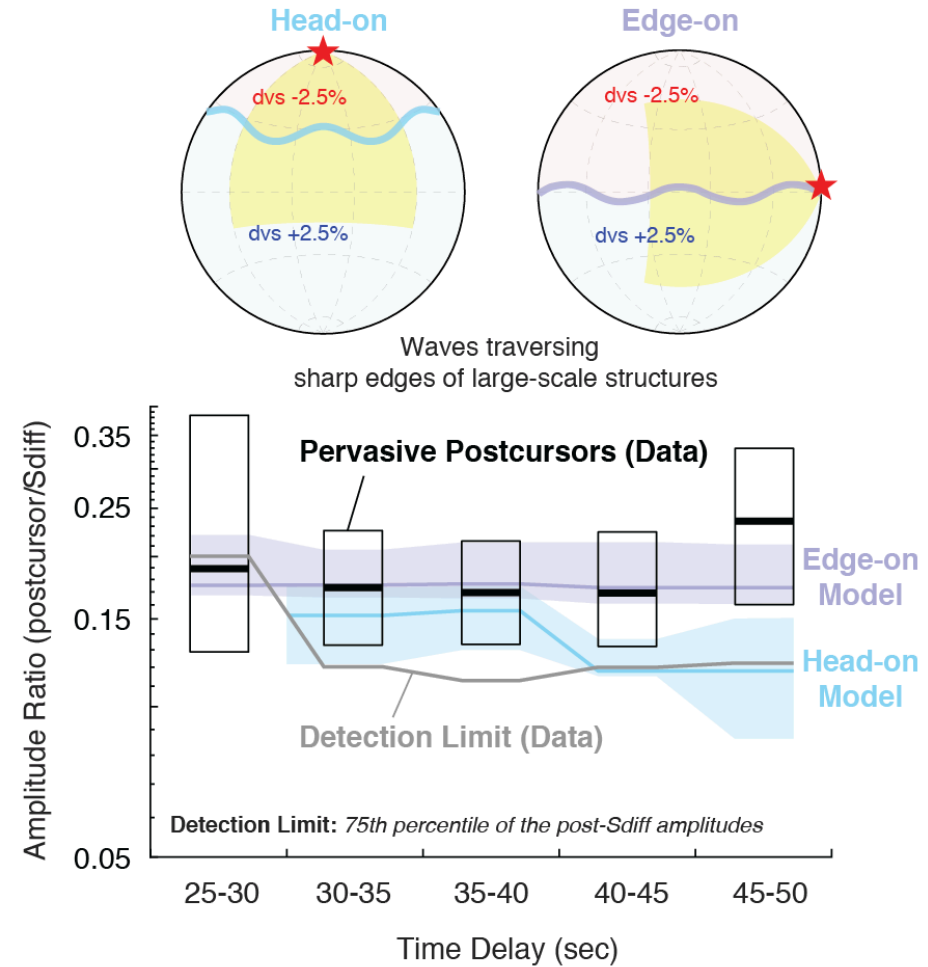 Head-on
Edge-on
dvs -2.5%
dvs -2.5%
dvs +2.5%
dvs +2.5%
Waves traversing
sharp edges of large-scale structures
Amplitude Ratio (postcursor/Sdiff)
0.35
0.25
0.15
0.05
Pervasive Postcursors (Data)
Edge-on
Model
Head-on
Model
Detection Limit (Data)
Detection Limit: 75th percentile of the post-Sdiff amplitudes
25-30
30-35
35-40
40-45
45-50
Time Delay (sec)